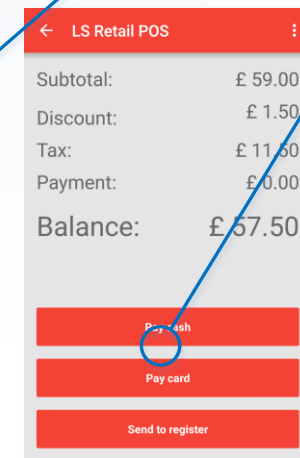 LS Retail POS
Subtotal: £ 59.00
Discount: £ 1.50
Tax: £ 11.50
Payment: £ 0.00
Balance: £ 57.50
Pay cash
Pay card
Send to register